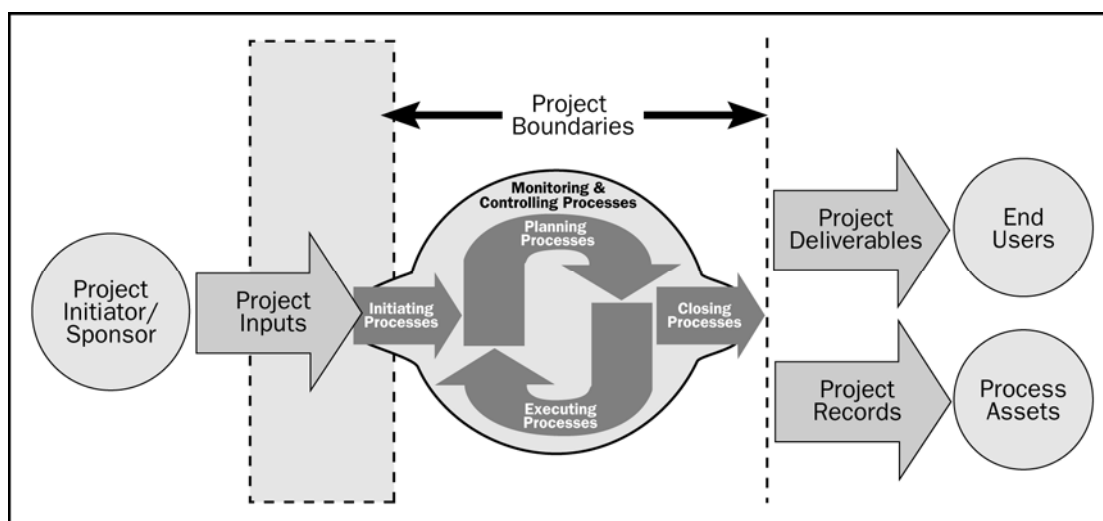 Project
Boundaries
Monitoring &
Controlling Processes
Planning
Processes
Project
Initiator/
Sponsor
Project
Inputs
Initiating
Processes
Closing
Processes
Executing
Processes
Project
Deliverables
End
Users
Project
Records
Process
Assets